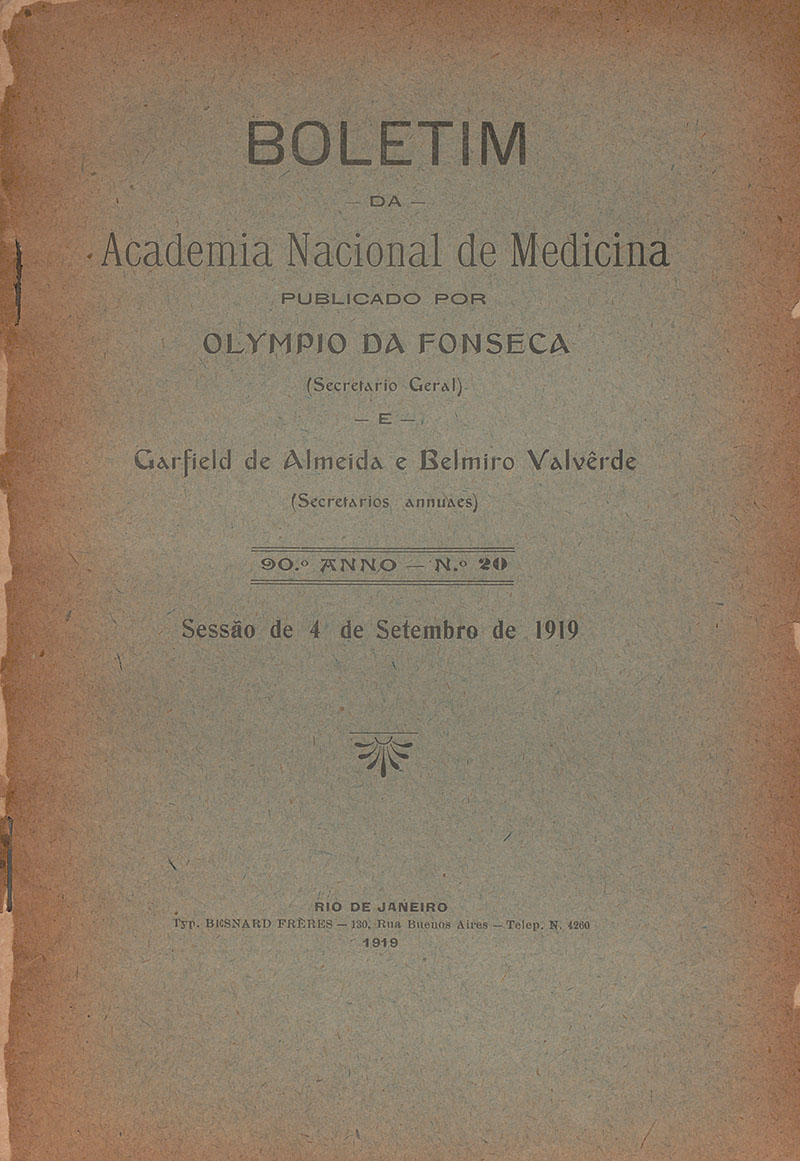 BOLETIM
— DA —
Academia Nacional de Medicina
PUBLICADO POR
OLYMPIO DA FONSECA
(Secretario Geral)
— E —
Garfield de Almeida e Belmiro Valvêrde
(Secretarios annuaes)
90.º ANNO — N.º 20
Sessão de 4 de Setembro de 1919
RIO DE JANEIRO
Typ. BESNARD FRÈRES — 130, Rua Buenos Aires — Telep. N. 4260
1919